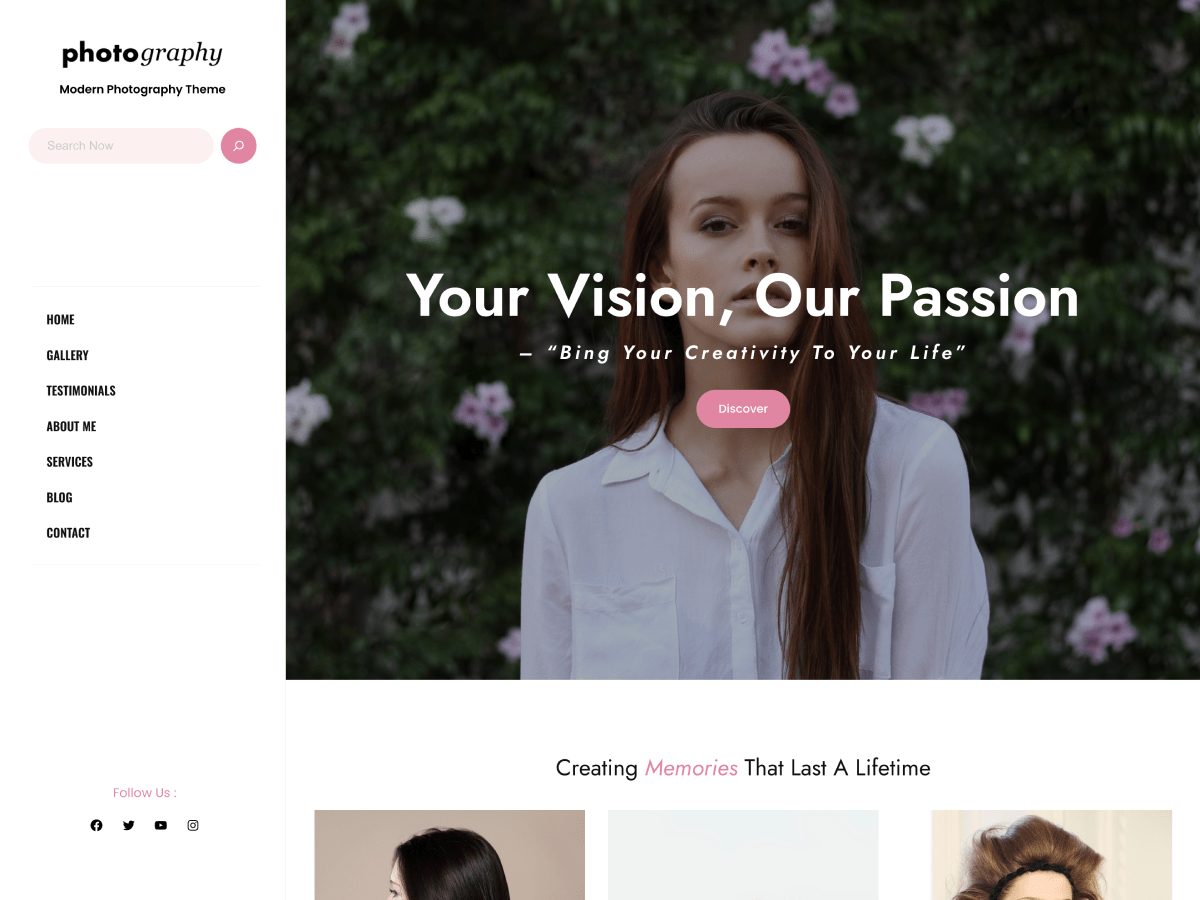 photography
Modern Photography Theme
Search Now
HOME
GALLERY
TESTIMONIALS
ABOUT ME
SERVICES
BLOG
CONTACT
Follow Us :
Your Vision, Our Passion
– “Bing Your Creativity To Your Life”
Discover
Creating Memories That Last A Lifetime